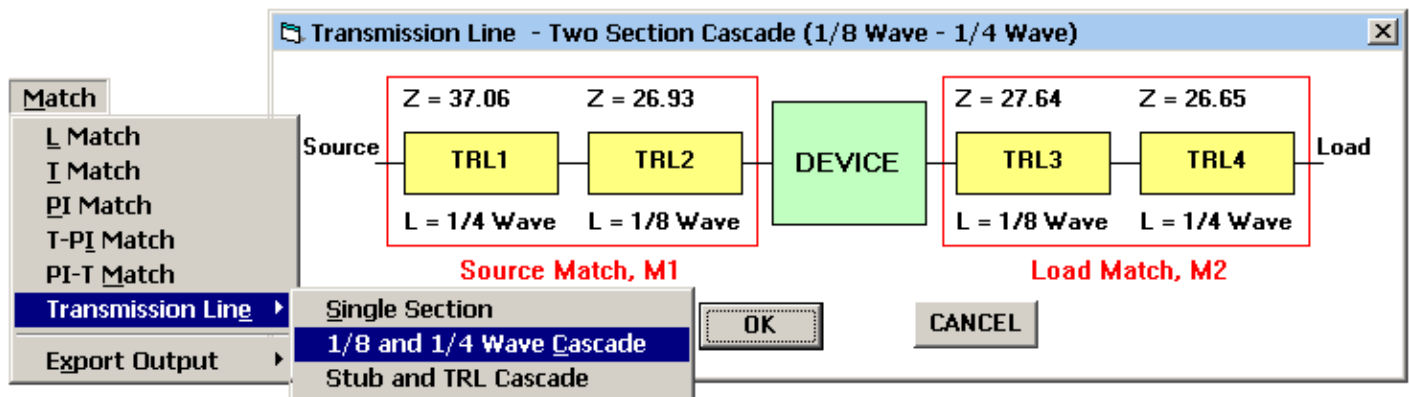 Transmission Line - Two Section Cascade (1/8 Wave - 1/4 Wave)
Match
L Match
T Match
PI Match
T-PI Match
PI-T Match
Transmission Line
Export Output
Single Section
1/8 and 1/4 Wave Cascade
Stub and TRL Cascade
Z = 37.06 Z = 26.93 Z = 27.64 Z = 26.65
Source TRL1 TRL2 DEVICE TRL3 TRL4 Load
L = 1/4 Wave L = 1/8 Wave L = 1/8 Wave L = 1/4 Wave
Source Match, M1 Load Match, M2
OK CANCEL